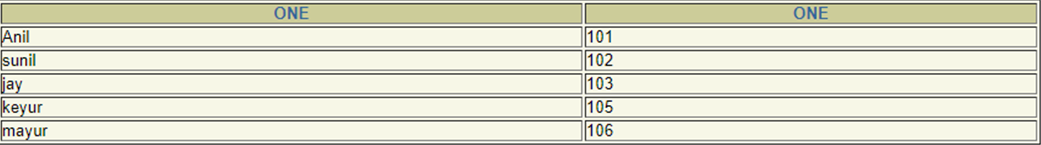 ONE ONE
Anil 101
sunil 102
jay 103
keyur 105
mayur 106